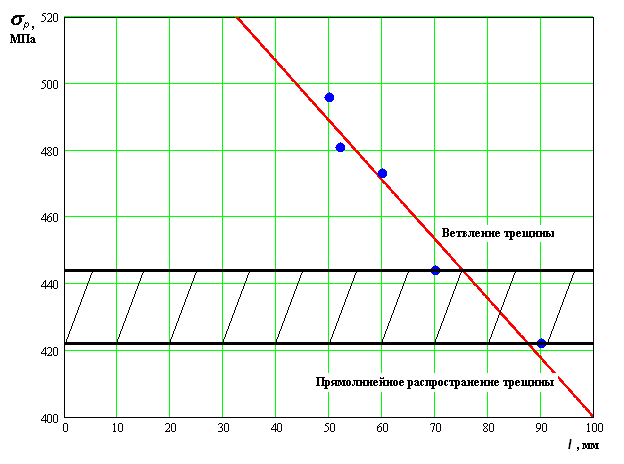 σp,
МПа
520
500
480
460
440
420
400
Ветвление трещины
Прямолинейное распространение трещины
0 10 20 30 40 50 60 70 80 90 100
l, мм